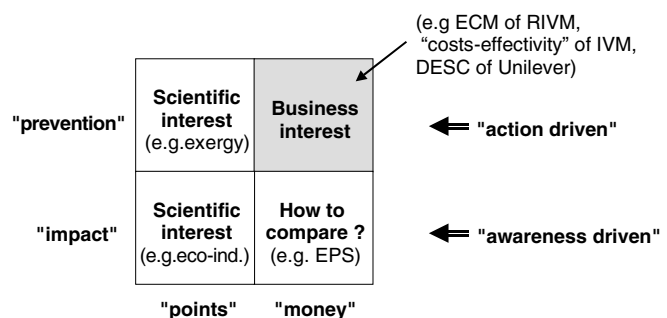 (e.g ECM of RIVM,
“costs-effectivity” of IVM,
DESC of Unilever)
"prevention"
Scientific
interest
(e.g.exergy)
Business
interest
"action driven"
"impact"
Scientific
interest
(e.g.eco-ind.)
How to
compare ?
(e.g. EPS)
"awareness driven"
"points"
"money"